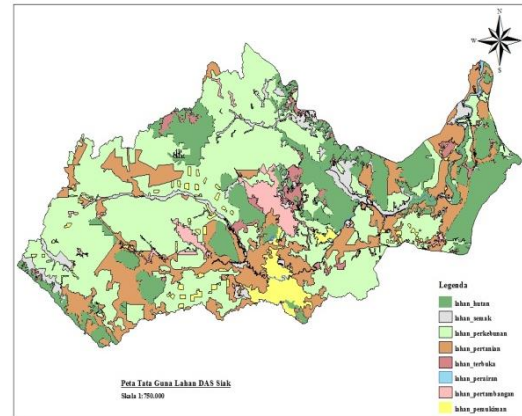 N
W
E
S
Legenda
lahan_hutan
lahan_semak
lahan_perkebunan
lahan_pertanian
lahan_terbuka
lahan_perairan
lahan_pertambangan
lahan_pemukiman
Peta Tata Guna Lahan DAS Siak
Skala 1:750.000